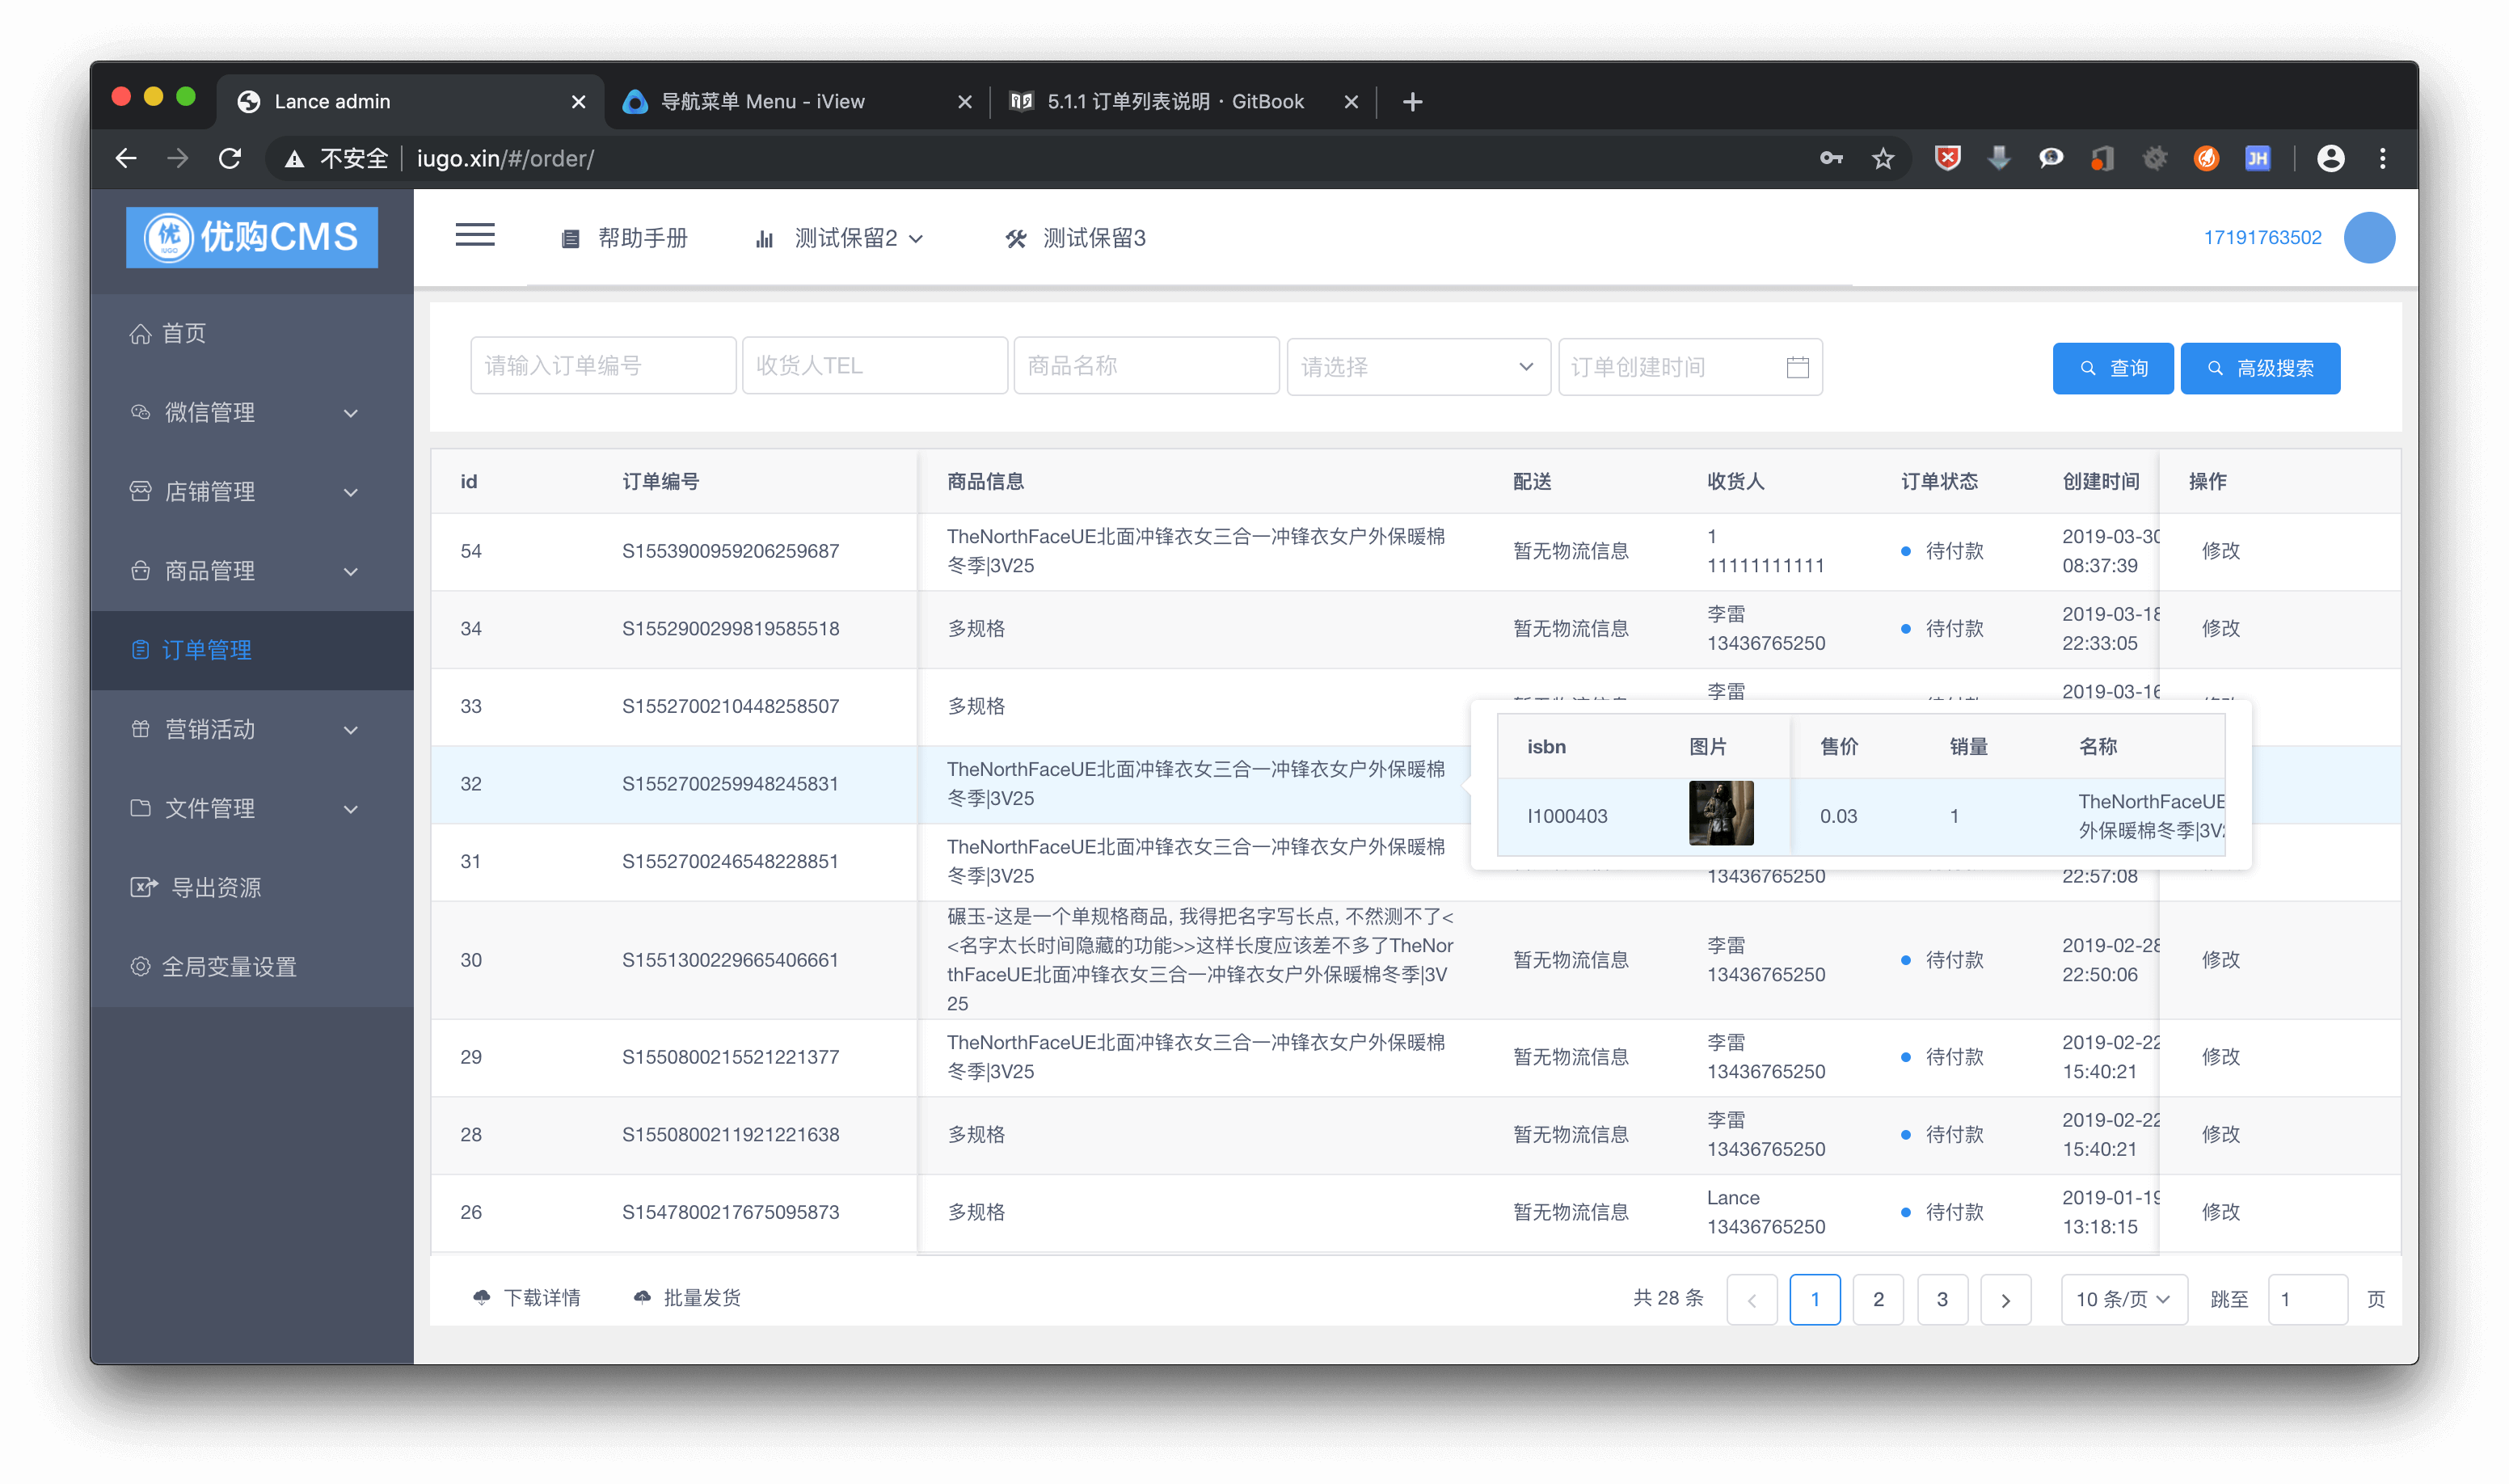 Lance admin
导航菜单 Menu - iView
5.1.1 订单列表说明 · GitBook
不安全
iugo.xin/#/order/
JH
优 IUGO 优购CMS
帮助手册
测试保留2
测试保留3
17191763502
首页
微信管理
店铺管理
商品管理
订单管理
营销活动
文件管理
导出资源
全局变量设置
请输入订单编号
收货人TEL
商品名称
请选择
订单创建时间
查询
高级搜索
id 订单编号 商品信息 配送 收货人 订单状态 创建时间 操作
54 S1553900959206259687 TheNorthFaceUE北面冲锋衣女三合一冲锋衣女户外保暖棉
冬季|3V25 暂无物流信息 1
11111111111 待付款 2019-03-30
08:37:39 修改
34 S1552900299819585518 多规格 暂无物流信息 李雷
13436765250 待付款 2019-03-18
22:33:05 修改
33 S1552700210448258507 多规格 李雷 2019-03-16
32 S1552700259948245831 TheNorthFaceUE北面冲锋衣女三合一冲锋衣女户外保暖棉
冬季|3V25
isbn 图片 售价 销量 名称
I1000403 0.03 1 TheNorthFaceUE
外保暖棉冬季|3V2
31 S1552700246548228851 TheNorthFaceUE北面冲锋衣女三合一冲锋衣女户外保暖棉
冬季|3V25 13436765250 22:57:08
30 S1551300229665406661 碾玉-这是一个单规格商品, 我得把名字写长点, 不然测不了<
<名字太长时间隐藏的功能>>这样长度应该差不多了TheNor
thFaceUE北面冲锋衣女三合一冲锋衣女户外保暖棉冬季|3V
25 暂无物流信息 李雷
13436765250 待付款 2019-02-28
22:50:06 修改
29 S1550800215521221377 TheNorthFaceUE北面冲锋衣女三合一冲锋衣女户外保暖棉
冬季|3V25 暂无物流信息 李雷
13436765250 待付款 2019-02-22
15:40:21 修改
28 S1550800211921221638 多规格 暂无物流信息 李雷
13436765250 待付款 2019-02-22
15:40:21 修改
26 S1547800217675095873 多规格 暂无物流信息 Lance
13436765250 待付款 2019-01-19
13:18:15 修改
下载详情
批量发货
共 28 条
1 2 3
10 条/页
跳至 1 页